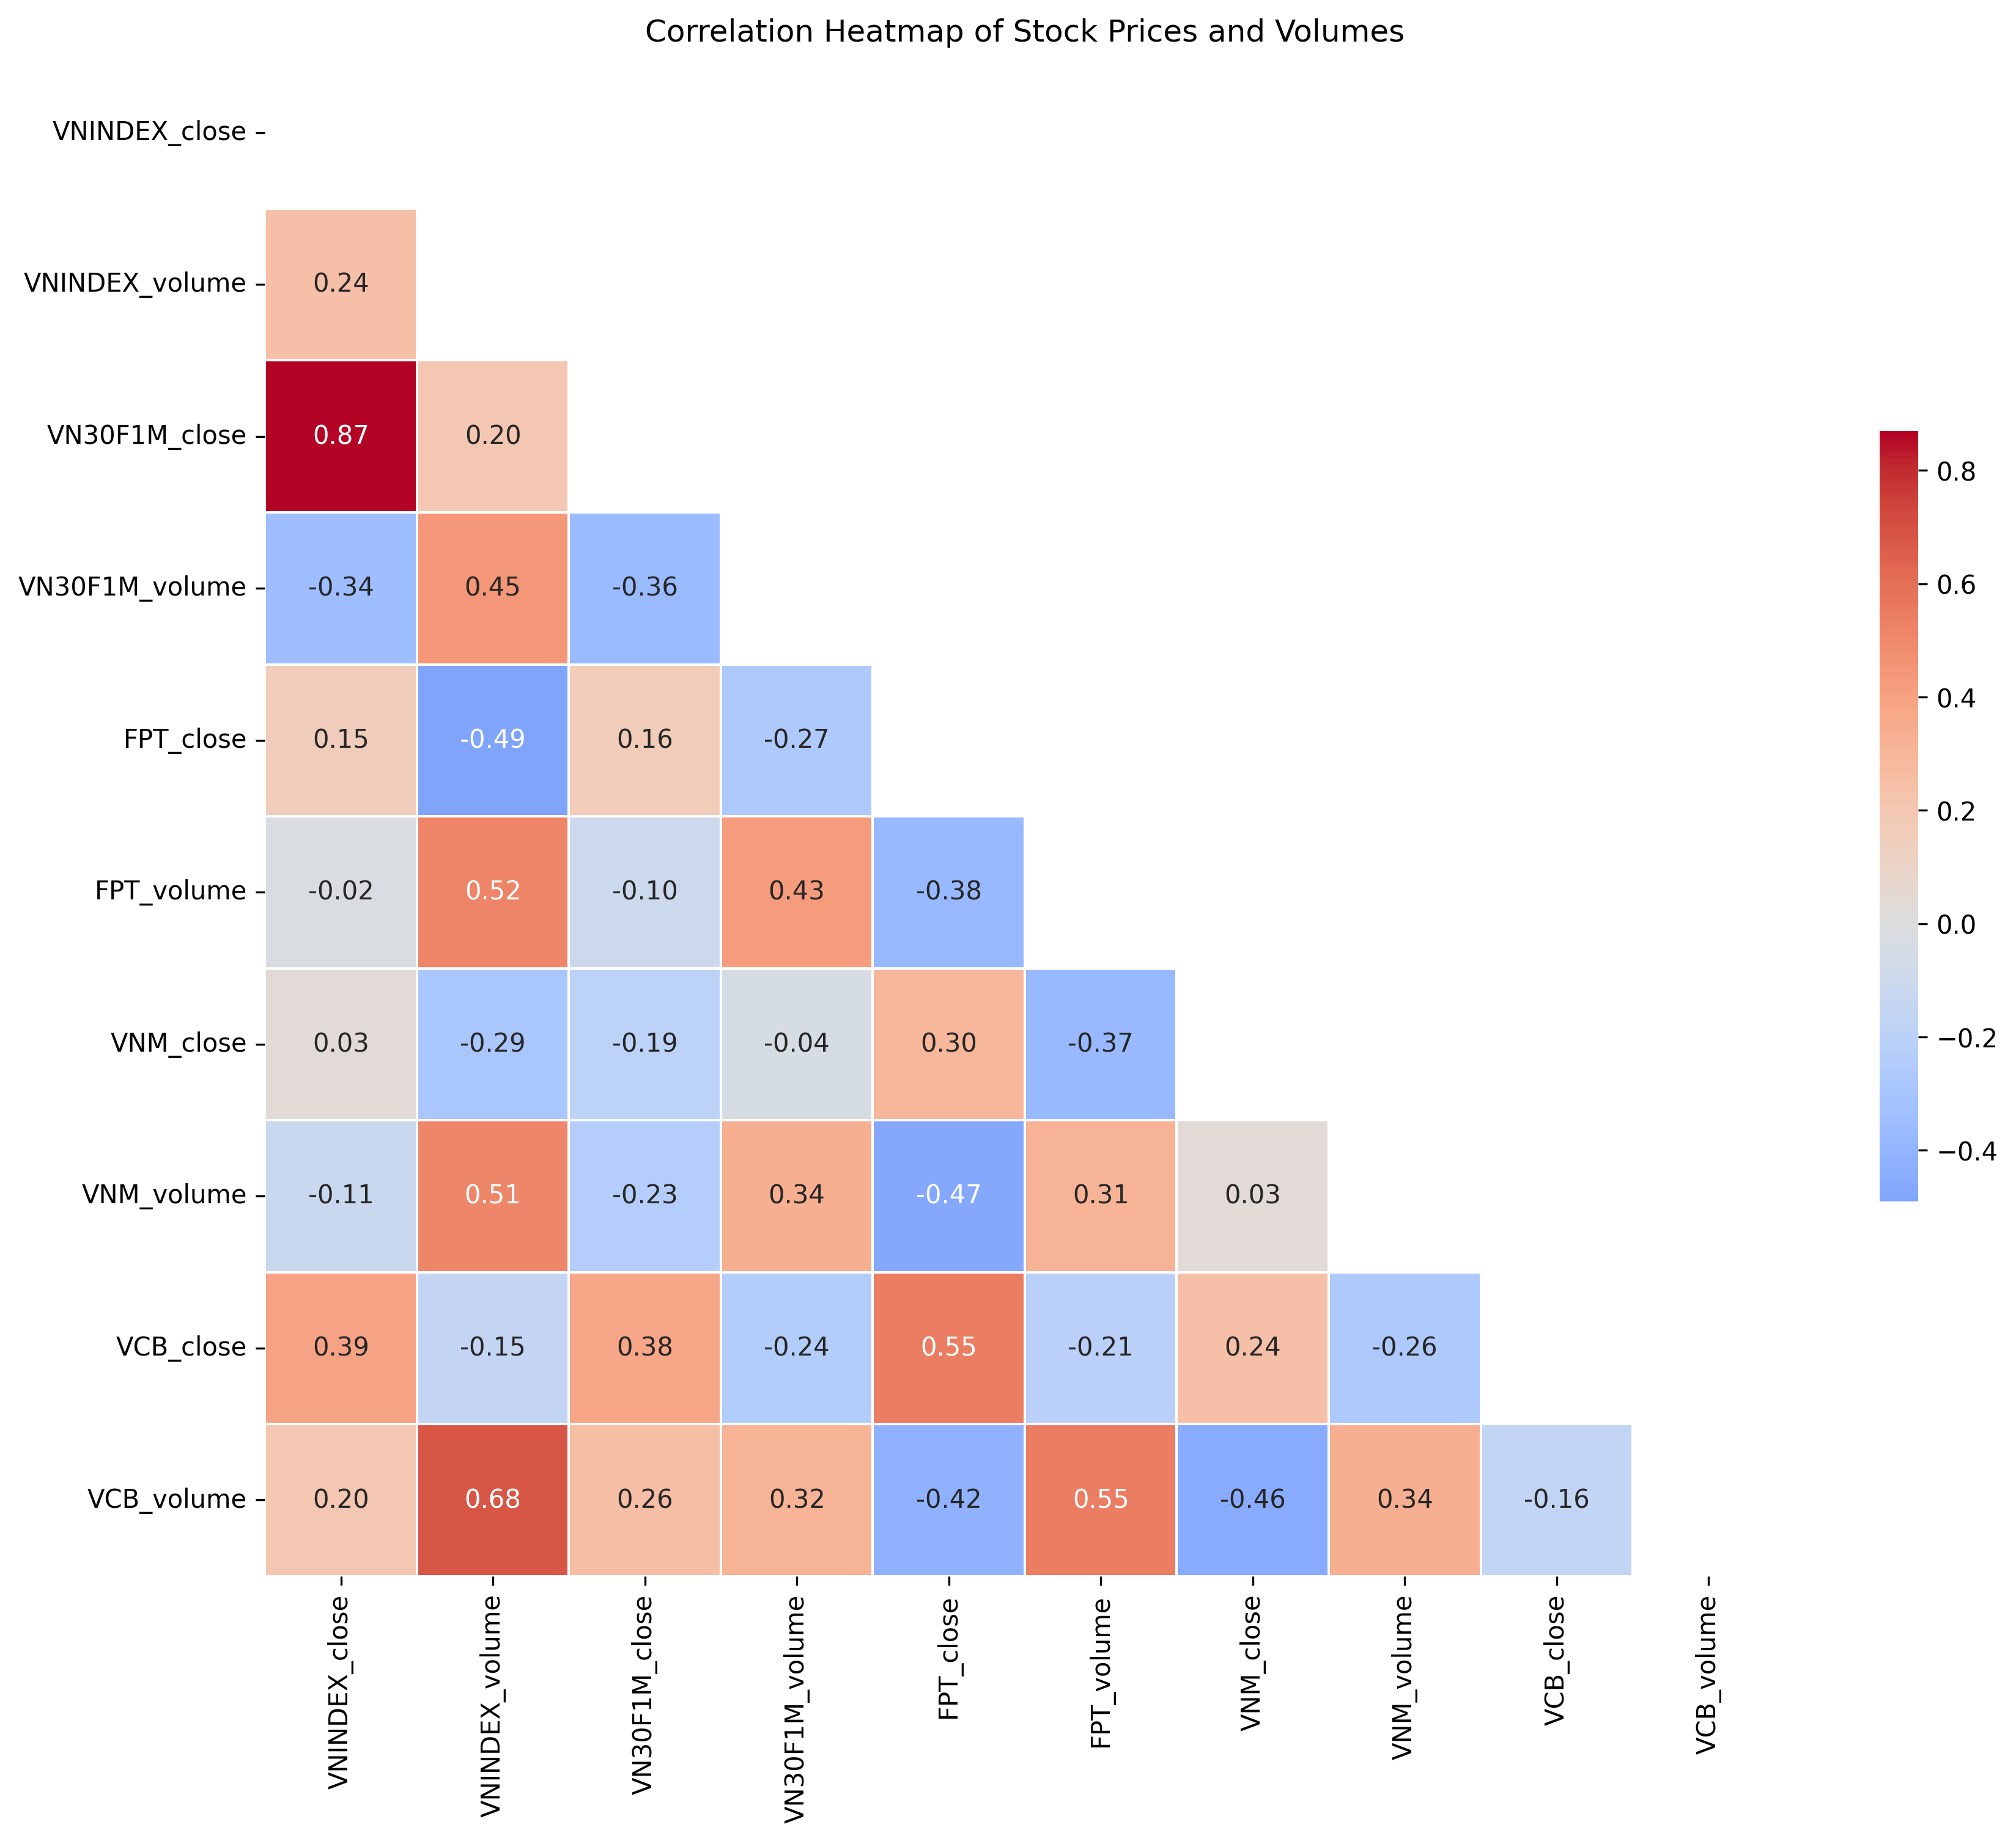 Correlation Heatmap of Stock Prices and Volumes
VNINDEX_close
VNINDEX_volume 0.24
VN30F1M_close 0.87 0.20
VN30F1M_volume -0.34 0.45 -0.36
FPT_close 0.15 -0.49 0.16 -0.27
FPT_volume -0.02 0.52 -0.10 0.43 -0.38
VNM_close 0.03 -0.29 -0.19 -0.04 0.30 -0.37
VNM_volume -0.11 0.51 -0.23 0.34 -0.47 0.31 0.03
VCB_close 0.39 -0.15 0.38 -0.24 0.55 -0.21 0.24 -0.26
VCB_volume 0.20 0.68 0.26 0.32 -0.42 0.55 -0.46 0.34 -0.16
VNINDEX_close
VNINDEX_volume
VN30F1M_close
VN30F1M_volume
FPT_close
FPT_volume
VNM_close
VNM_volume
VCB_close
VCB_volume
0.8
0.6
0.4
0.2
0.0
−0.2
−0.4